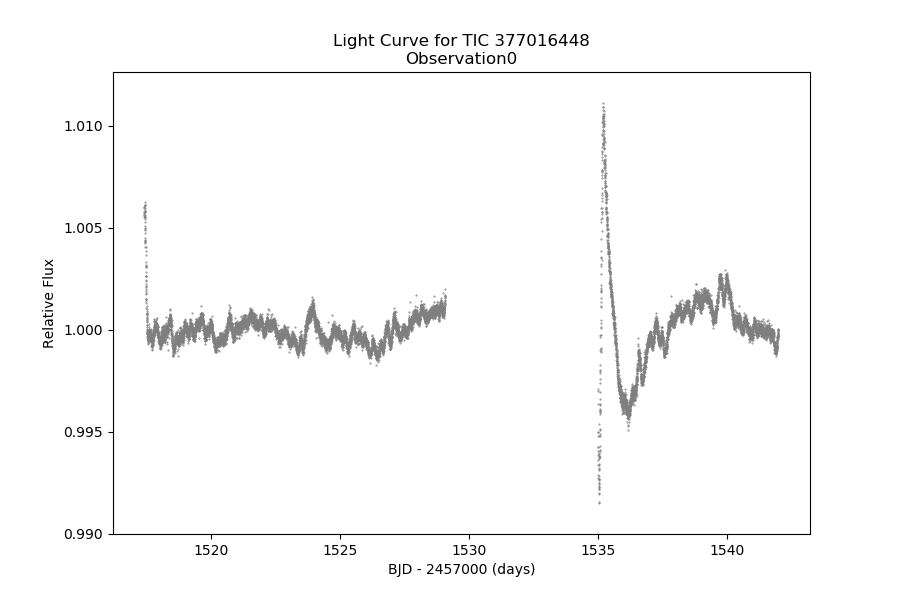 Light Curve for TIC 377016448
Observation0
Relative Flux
1.010
1.005
1.000
0.995
0.990
1520
1525
1530
1535
1540
BJD - 2457000 (days)